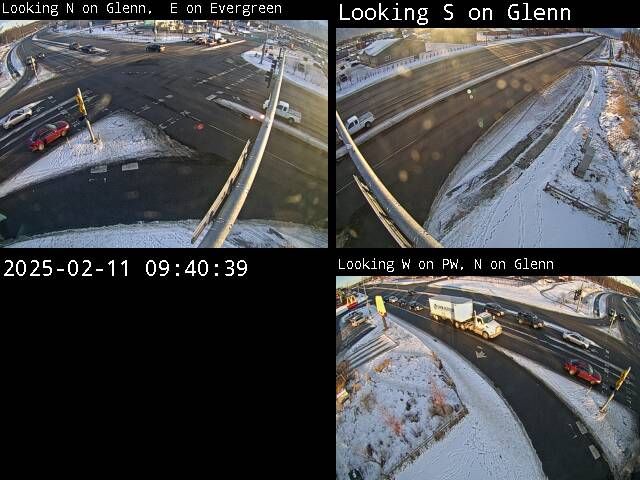 Looking N on Glenn,  E on Evergreen
Looking S on Glenn
2025-02-11 09:40:39
Looking W on PW, N on Glenn